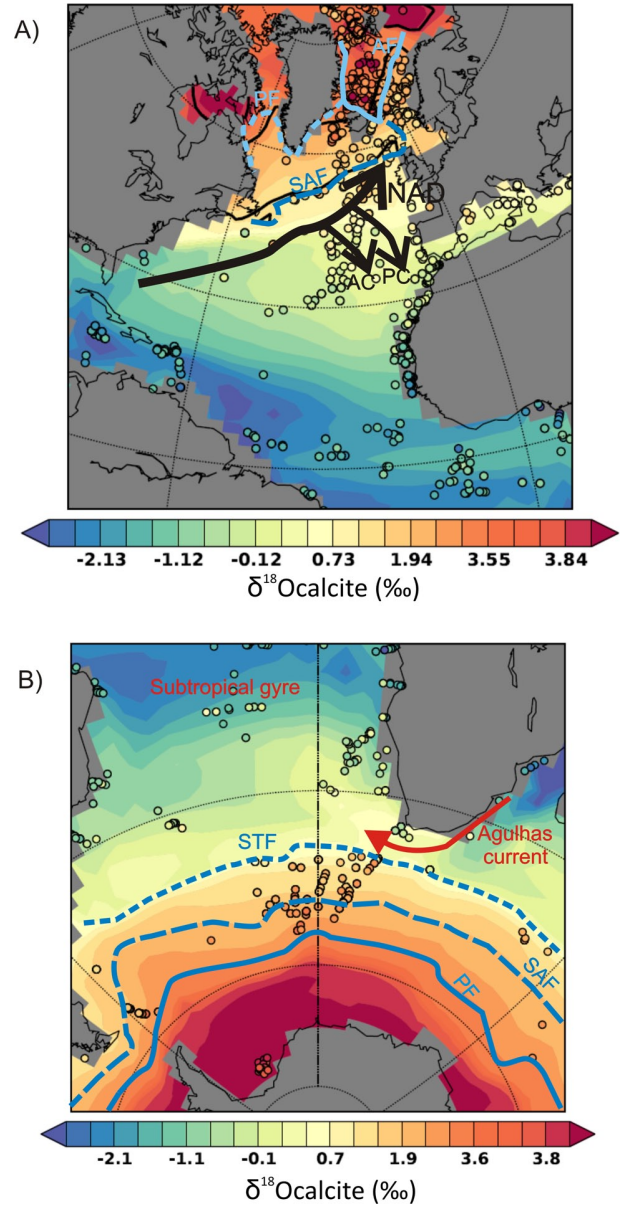 A)
AF
PF
SAF
NAD
AC PC
-2.13 -1.12 -0.12 0.73 1.94 3.55 3.84
δ¹⁸Ocalcite (‰)
B)
Subtropical gyre
STF
Agulhas
current
SAF
PF
-2.1 -1.1 -0.1 0.7 1.9 3.6 3.8
δ¹⁸Ocalcite (‰)